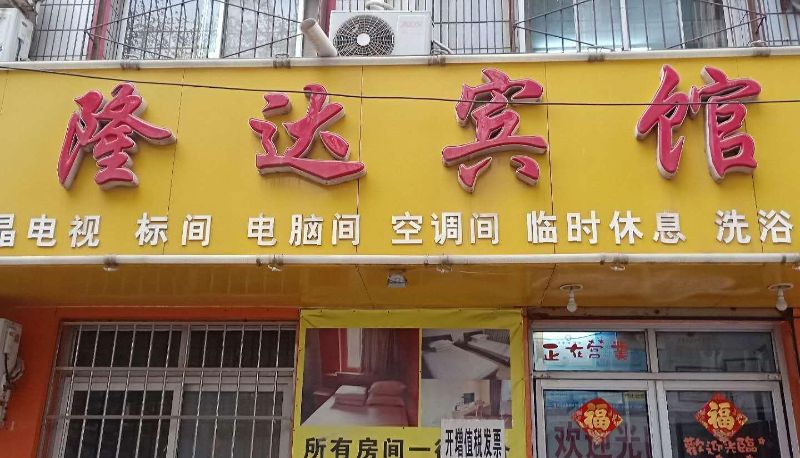 隆达宾馆
晶电视 标间 电脑间 空调间 临时休息 洗浴
正在营业
福 福
欢迎光
欢迎光临
所有房间一
开增值税发票